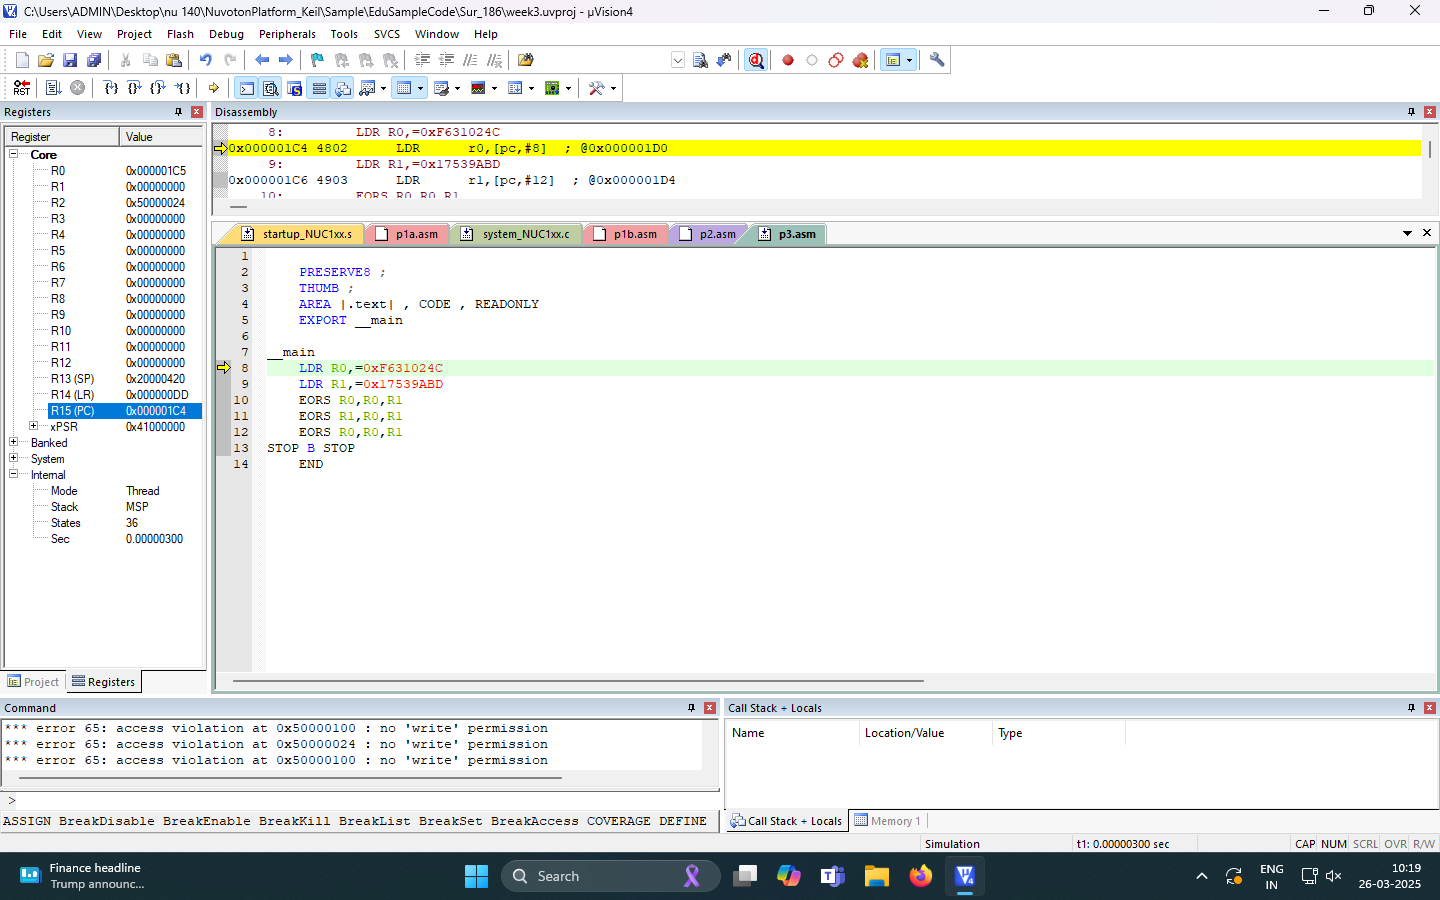 C:\Users\ADMIN\Desktop\nu 140\NuvotonPlatform_Keil\Sample\EduSampleCode\Sur_186\week3.uvproj - µVision4
File Edit View Project Flash Debug Peripherals Tools SVCS Window Help
RST
Registers
Register Value
Core
R0 0x000001C5
R1 0x00000000
R2 0x50000024
R3 0x00000000
R4 0x00000000
R5 0x00000000
R6 0x00000000
R7 0x00000000
R8 0x00000000
R9 0x00000000
R10 0x00000000
R11 0x00000000
R12 0x00000000
R13 (SP) 0x20000420
R14 (LR) 0x000000DD
R15 (PC) 0x000001C4
xPSR 0x41000000
Banked
System
Internal
Mode Thread
Stack MSP
States 36
Sec 0.00000300
Project Registers
Disassembly
8: LDR R0,=0xF631024C
0x000001C4 4802 LDR r0,[pc,#8] ; @0x000001D0
9: LDR R1,=0x17539ABD
0x000001C6 4903 LDR r1,[pc,#12] ; @0x000001D4
10: EORS R0,R0,R1
startup_NUC1xx.s p1a.asm system_NUC1xx.c p1b.asm p2.asm p3.asm
1
2 PRESERVE8 ;
3 THUMB ;
4 AREA |.text| , CODE , READONLY
5 EXPORT __main
6
7 __main
8 LDR R0,=0xF631024C
9 LDR R1,=0x17539ABD
10 EORS R0,R0,R1
11 EORS R1,R0,R1
12 EORS R0,R0,R1
13 STOP B STOP
14 END
Command
*** error 65: access violation at 0x50000100 : no 'write' permission
*** error 65: access violation at 0x50000024 : no 'write' permission
*** error 65: access violation at 0x50000100 : no 'write' permission
>
ASSIGN BreakDisable BreakEnable BreakKill BreakList BreakSet BreakAccess COVERAGE DEFINE
Call Stack + Locals
Name Location/Value Type
Call Stack + Locals Memory 1
Simulation t1: 0.00000300 sec CAP NUM SCRL OVR R/W
Finance headline
Trump announc...
Search
ENG
IN
10:19
26-03-2025